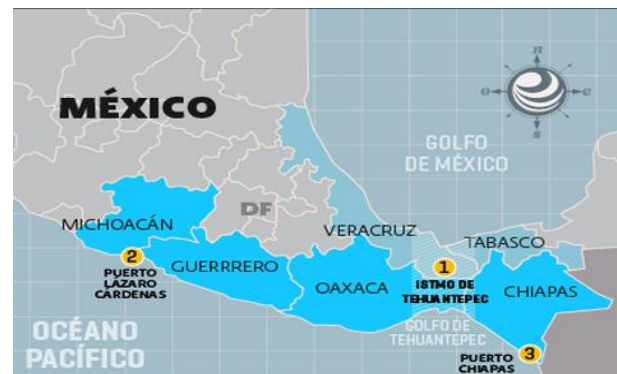 n
o
e
s
MÉXICO
GOLFO
DE MÉXICO
DF
MICHOACÁN
VERACRUZ
TABASCO
2
PUERTO
LÁZARO
CÁRDENAS
GUERRRERO
OAXACA
1
ISTMO DE
TEHUANTEPEC
CHIAPAS
GOLFO DE
TEHUANTEPEC
OCÉANO
PACÍFICO
3
PUERTO
CHIAPAS